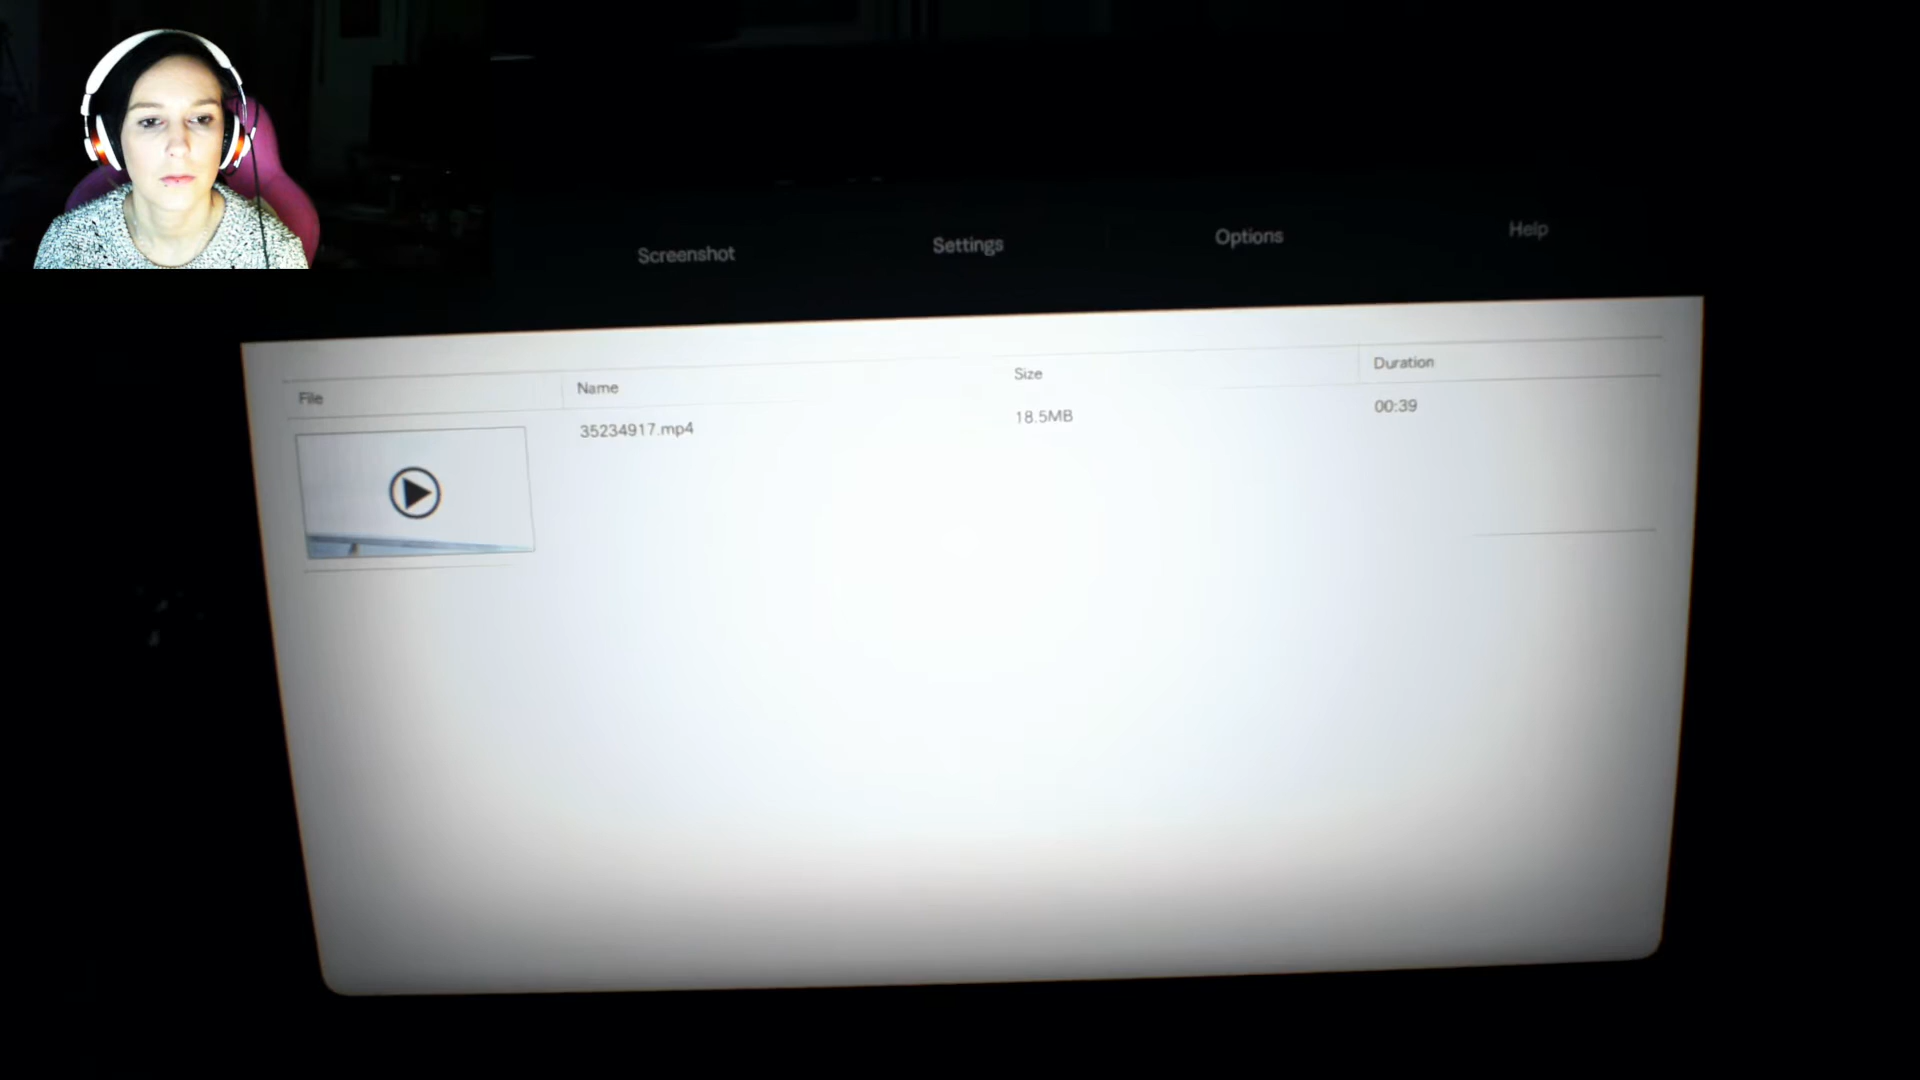 Screenshot Settings Options Help
File Name Size Duration
35234917.mp4 18.5MB 00:39